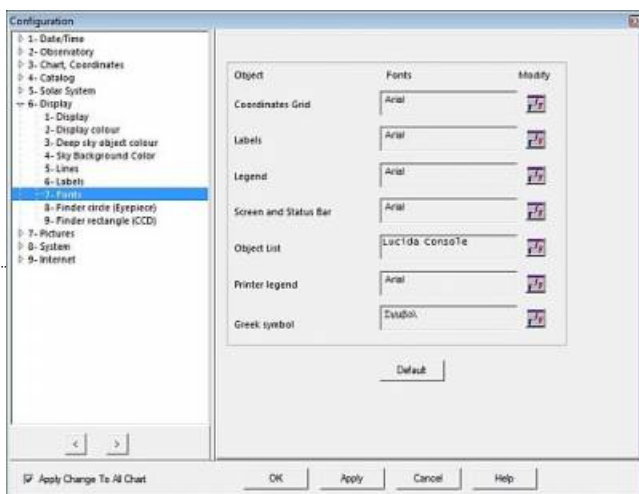 Configuration
1- Date/Time
2- Observatory
3- Chart, Coordinates
4- Catalog
5- Solar System
6- Display
1- Display
2- Display colour
3- Deep sky object colour
4- Sky Background Color
5- Lines
6- Labels
7- Fonts
8- Finder circle (Eyepiece)
9- Finder rectangle (CCD)
7- Pictures
8- System
9- Internet
< >
Object Fonts Modify
Coordinates Grid Arial
Labels Arial
Legend Arial
Screen and Status Bar Arial
Object List Lucida Console
Printer legend Arial
Greek symbol Σψμβολ
Default
Apply Change To All Chart
OK Apply Cancel Help